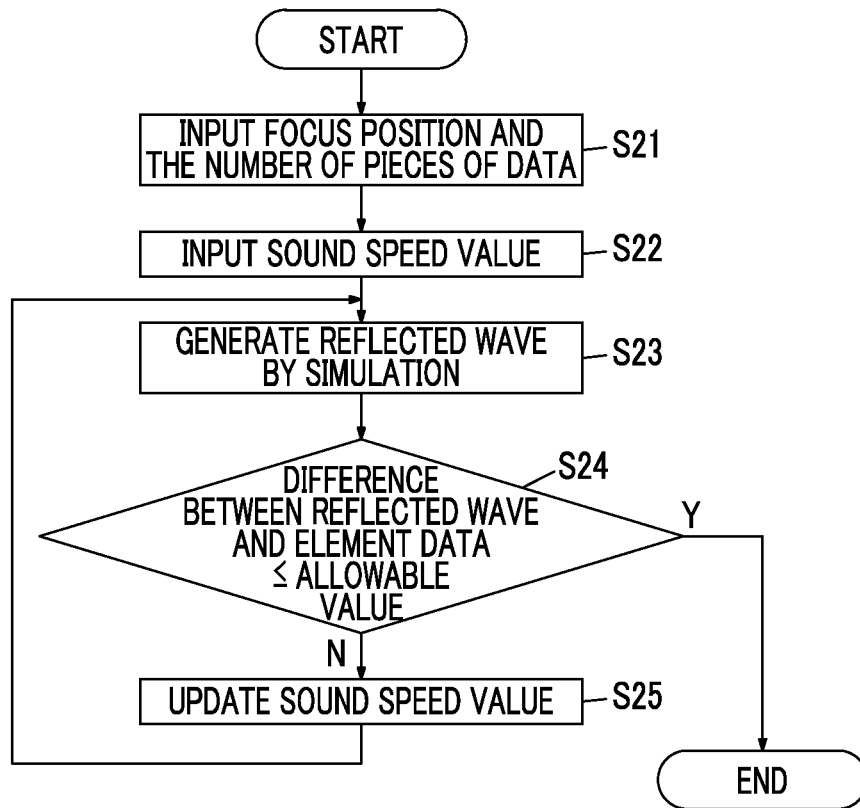 START
INPUT FOCUS POSITION AND
THE NUMBER OF PIECES OF DATA
S21
INPUT SOUND SPEED VALUE
S22
GENERATE REFLECTED WAVE
BY SIMULATION
S23
S24
DIFFERENCE
BETWEEN REFLECTED WAVE
AND ELEMENT DATA
≤ ALLOWABLE
VALUE
Y
N
UPDATE SOUND SPEED VALUE
S25
END